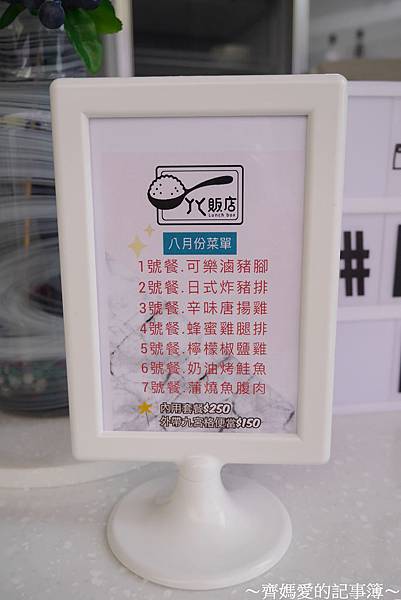 ㄚㄚ飯店
Lunch box
八月份菜單
1號餐.可樂滷豬腳
2號餐.日式炸豬排
3號餐.辛味唐揚雞
4號餐.蜂蜜雞腿排
5號餐.檸檬椒鹽雞
6號餐.奶油烤鮭魚
7號餐.蒲燒魚腹肉
內用套餐$250
外帶九宮格便當$150
#
～齊媽愛的記事簿～